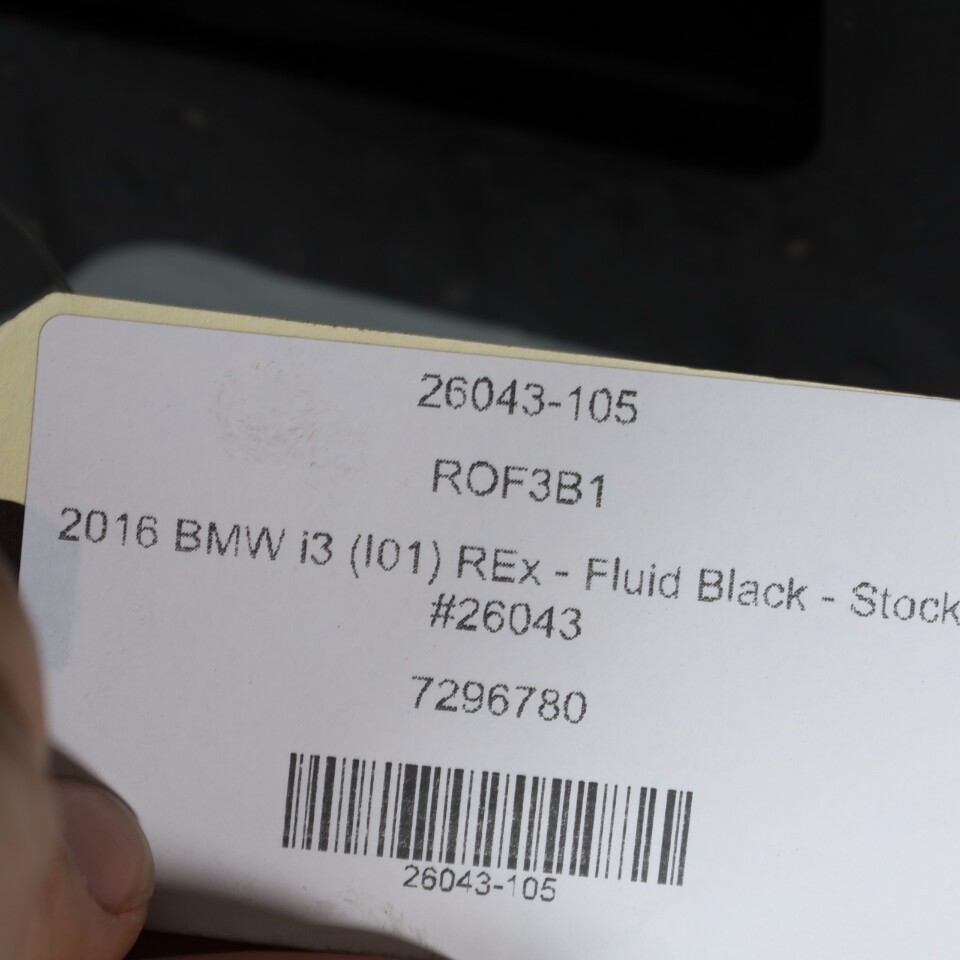 26043-105
ROF3B1
2016 BMW i3 (I01) REx - Fluid Black - Stock
#26043
7296780
26043-105